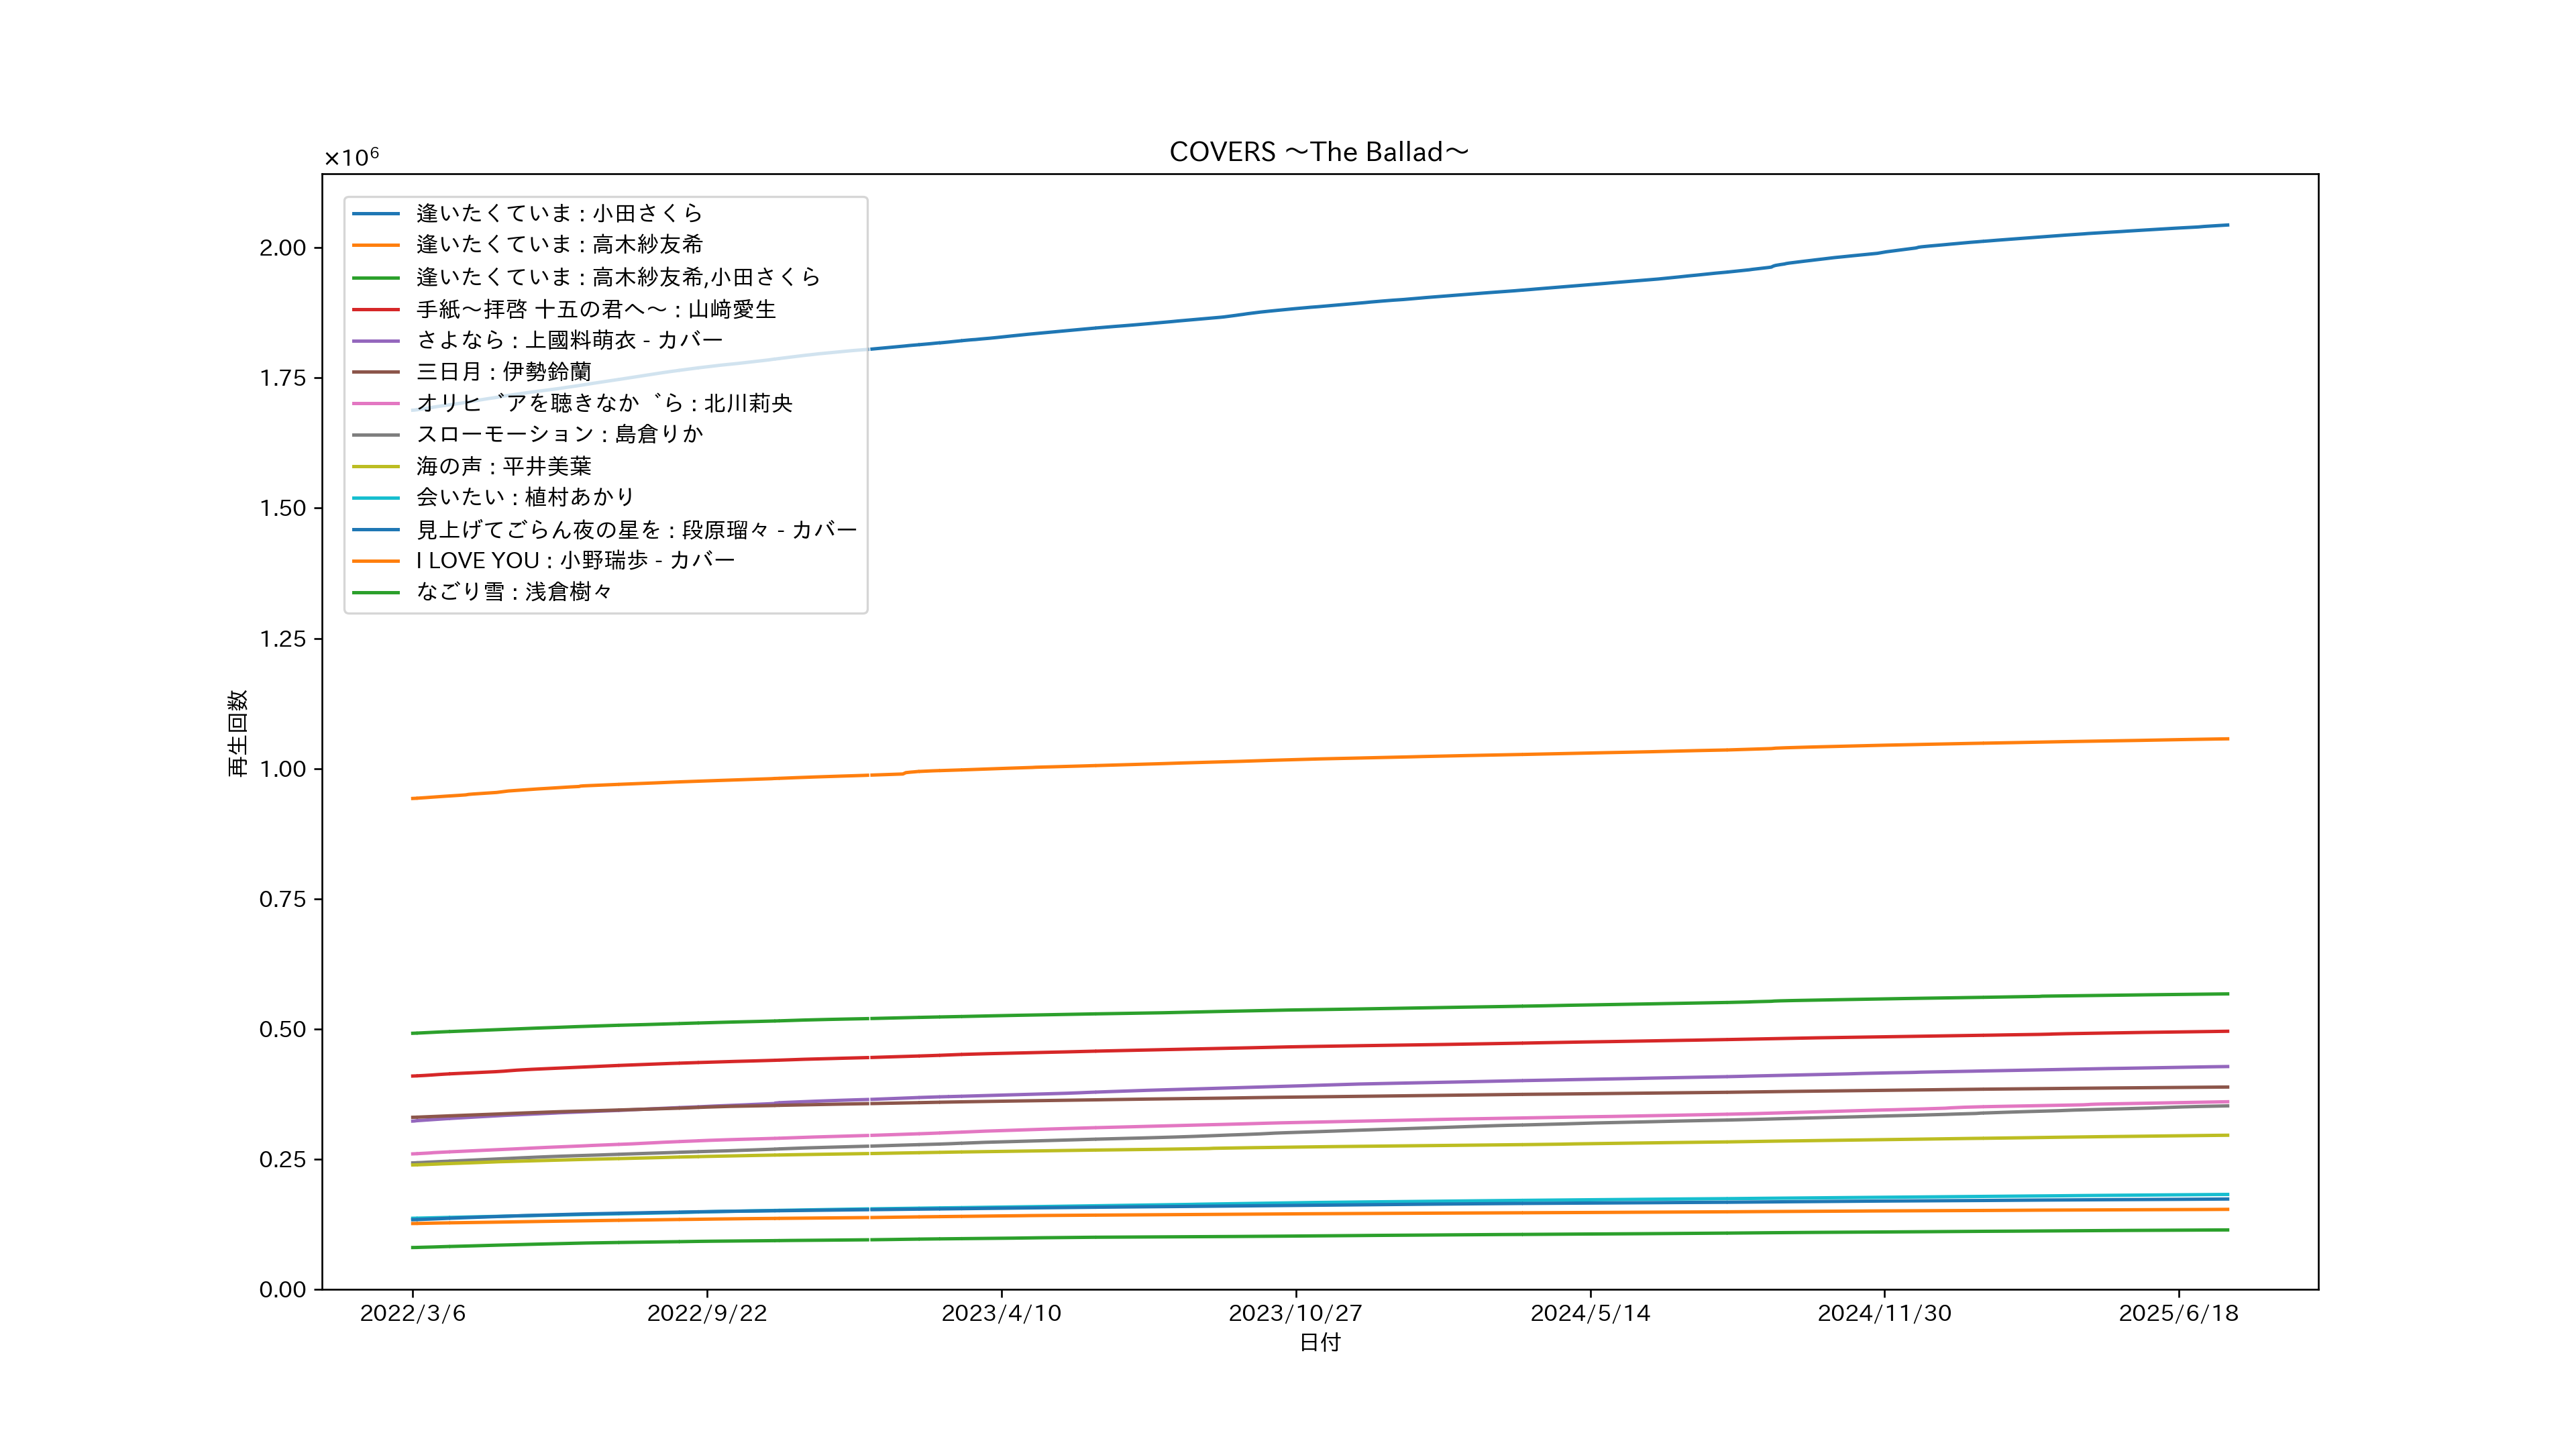 COVERS ～The Ballad～
×10⁶
逢いたくていま : 小田さくら
逢いたくていま : 高木紗友希
逢いたくていま : 高木紗友希,小田さくら
手紙～拝啓 十五の君へ～ : 山﨑愛生
さよなら : 上國料萌衣 - カバー
三日月 : 伊勢鈴蘭
オリヒ゛アを聴きなか゛ら : 北川莉央
スローモーション : 島倉りか
海の声 : 平井美葉
会いたい : 植村あかり
見上げてごらん夜の星を : 段原瑠々 - カバー
I LOVE YOU : 小野瑞歩 - カバー
なごり雪 : 浅倉樹々
2.00
1.75
1.50
1.25
1.00
0.75
0.50
0.25
0.00
再生回数
2022/3/6
2022/9/22
2023/4/10
2023/10/27
2024/5/14
2024/11/30
2025/6/18
日付